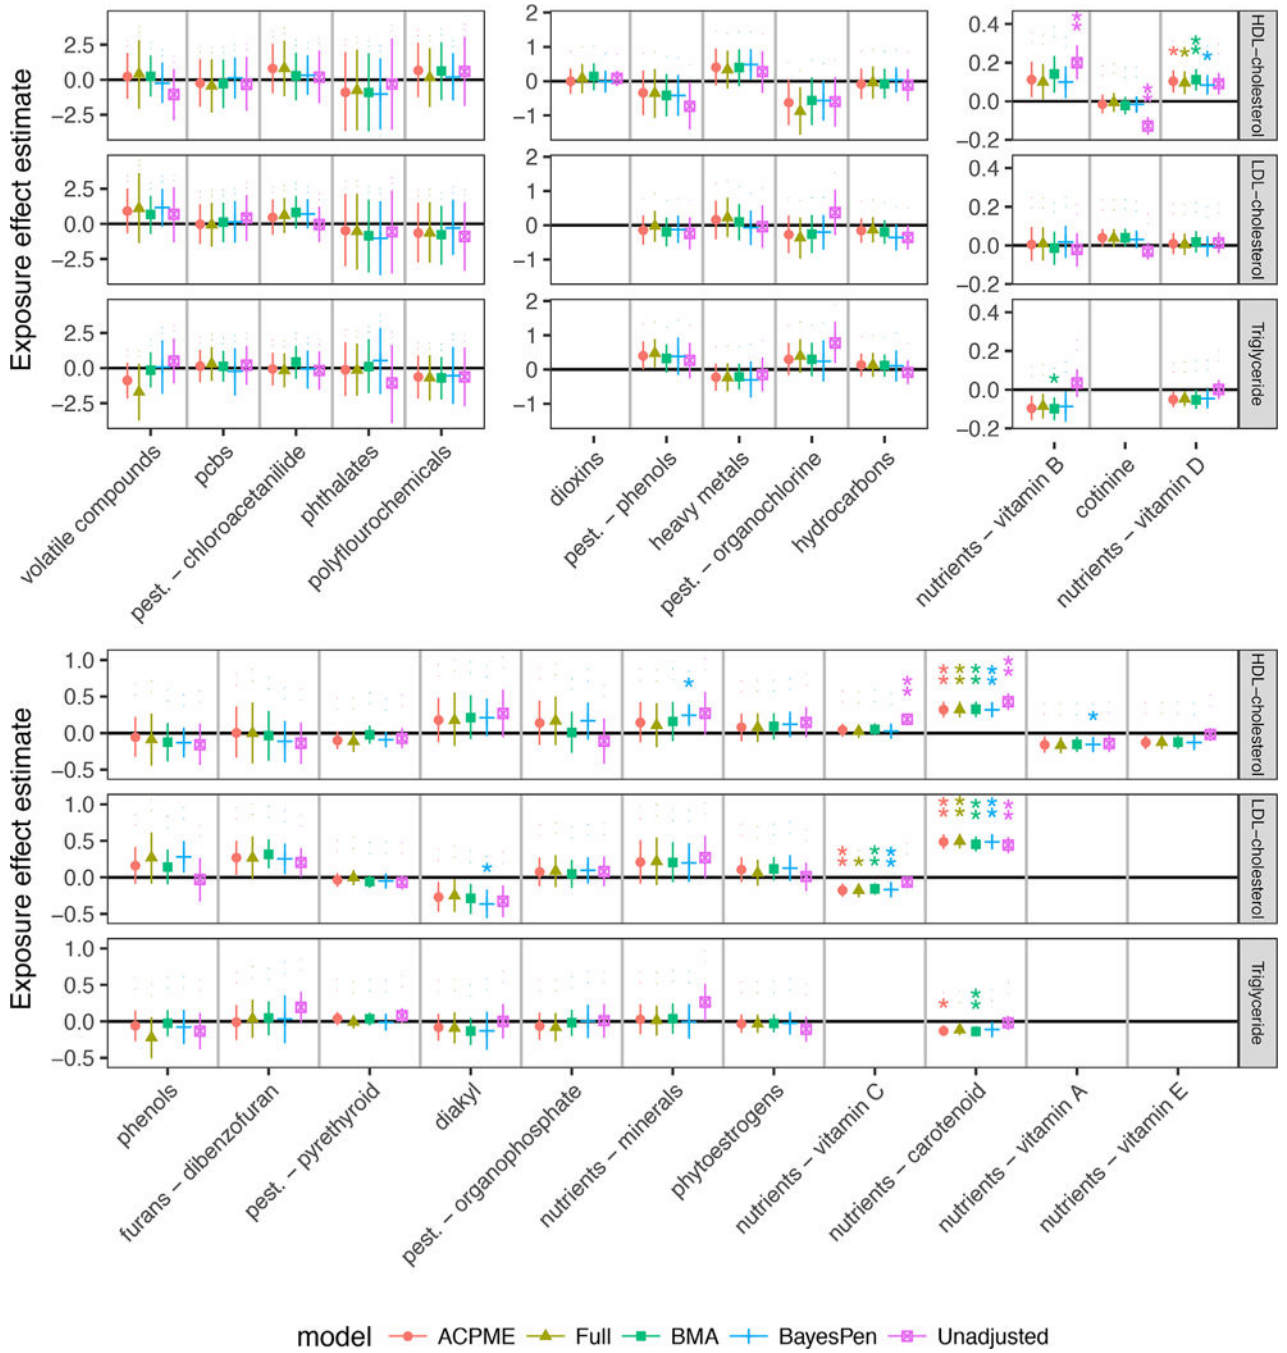 Exposure effect estimate
2.5
0.0
−2.5
2
1
0
−1
0.4
0.2
0.0
−0.2
HDL−cholesterol
2.5
0.0
−2.5
2
1
0
−1
0.4
0.2
0.0
−0.2
LDL−cholesterol
2.5
0.0
−2.5
2
1
0
−1
0.4
0.2
0.0
−0.2
Triglyceride
volatile compounds
pcbs
pest. − chloroacetanilide
phthalates
polyflourochemicals
dioxins
pest. − phenols
heavy metals
pest. − organochlorine
hydrocarbons
nutrients − vitamin B
cotinine
nutrients − vitamin D
Exposure effect estimate
1.0
0.5
0.0
−0.5
HDL−cholesterol
1.0
0.5
0.0
−0.5
LDL−cholesterol
1.0
0.5
0.0
−0.5
Triglyceride
phenols
furans − dibenzofuran
pest. − pyrethyroid
diakyl
pest. − organophosphate
nutrients − minerals
phytoestrogens
nutrients − vitamin C
nutrients − carotenoid
nutrients − vitamin A
nutrients − vitamin E
model ACPME Full BMA BayesPen Unadjusted